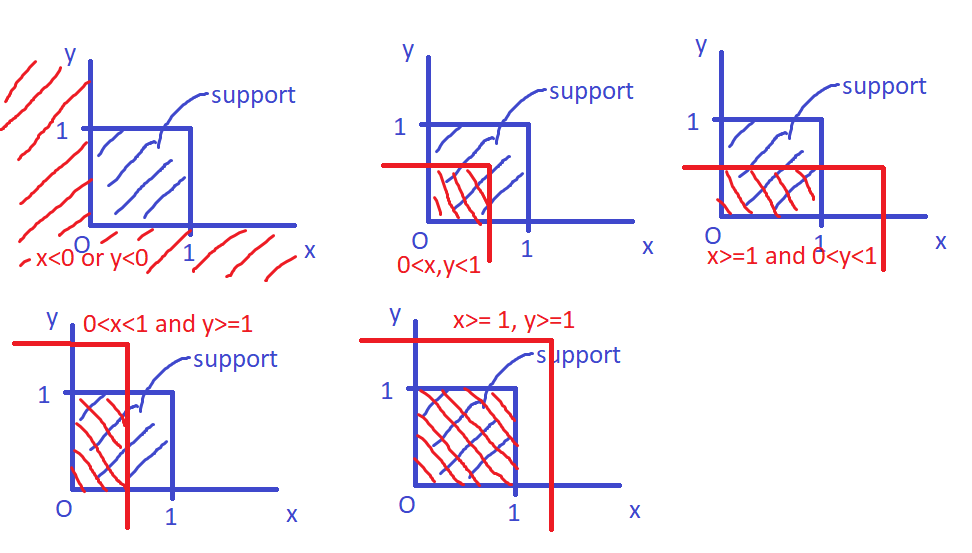 y
support
1
O
1
x
x<0 or y<0
y
support
1
O
1
x
0<x,y<1
y
support
1
O
1
x
x>=1 and 0<y<1
y
0<x<1 and y>=1
support
1
O
1
x
y
x>= 1, y>=1
support
1
O
1
x